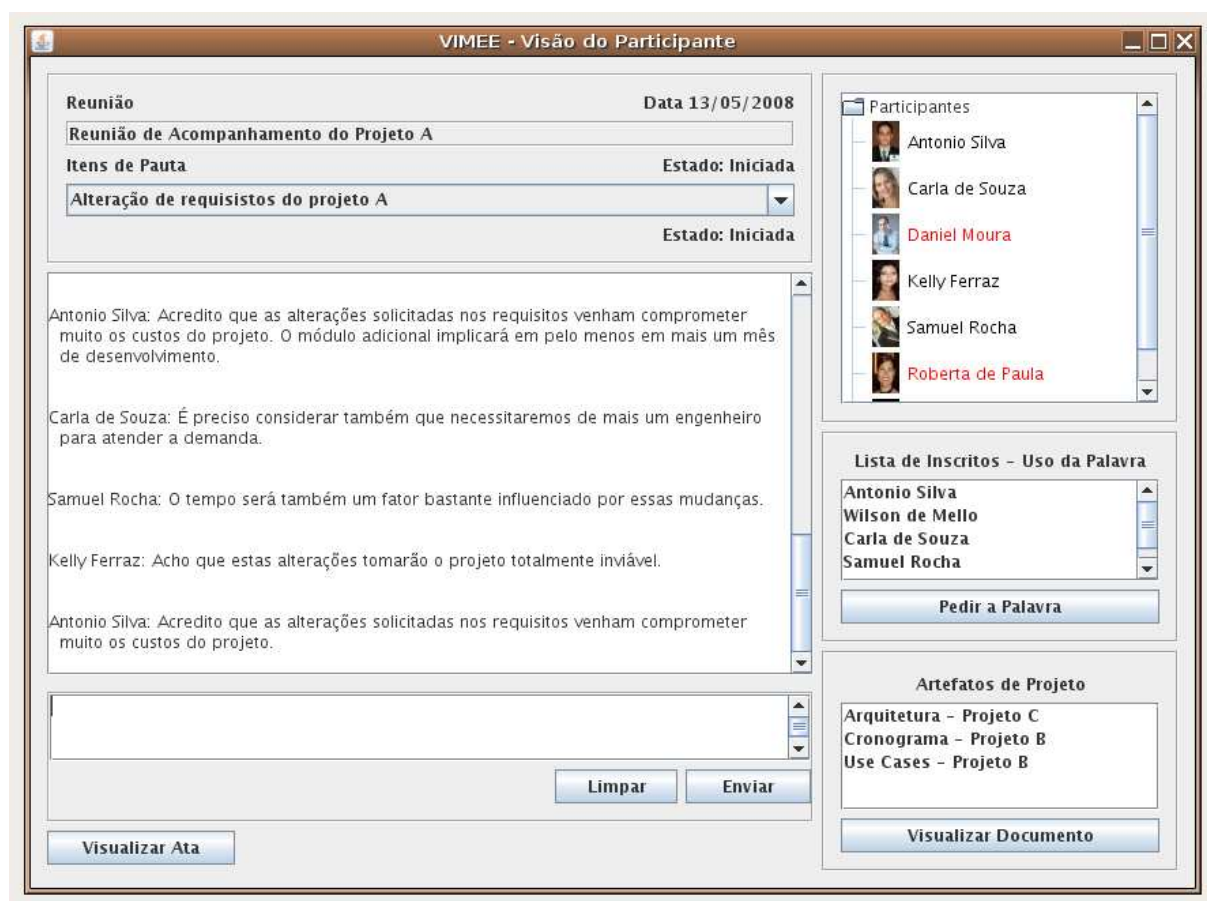 VIMEE - Visão do Participante
Reunião
Data 13/05/2008
Reunião de Acompanhamento do Projeto A
Itens de Pauta
Estado: Iniciada
Alteração de requisistos do projeto A
Estado: Iniciada
Antonio Silva: Acredito que as alterações solicitadas nos requisitos venham comprometer
muito os custos do projeto. O módulo adicional implicará em pelo menos em mais um mês
de desenvolvimento.
Carla de Souza: É preciso considerar também que necessitaremos de mais um engenheiro
para atender a demanda.
Samuel Rocha: O tempo será também um fator bastante influenciado por essas mudanças.
Kelly Ferraz: Acho que estas alterações tomarão o projeto totalmente inviável.
Antonio Silva: Acredito que as alterações solicitadas nos requisitos venham comprometer
muito os custos do projeto.
Limpar
Enviar
Visualizar Ata
Participantes
Antonio Silva
Carla de Souza
Daniel Moura
Kelly Ferraz
Samuel Rocha
Roberta de Paula
Lista de Inscritos - Uso da Palavra
Antonio Silva
Wilson de Mello
Carla de Souza
Samuel Rocha
Pedir a Palavra
Artefatos de Projeto
Arquitetura - Projeto C
Cronograma - Projeto B
Use Cases - Projeto B
Visualizar Documento